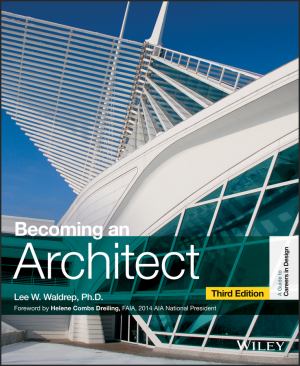 Becoming an
Architect
Third Edition
Lee W. Waldrep, Ph.D.
Foreword by Helene Combs Dreiling, FAIA, 2014 AIA National President
A Guide to
Careers in Design
WILEY